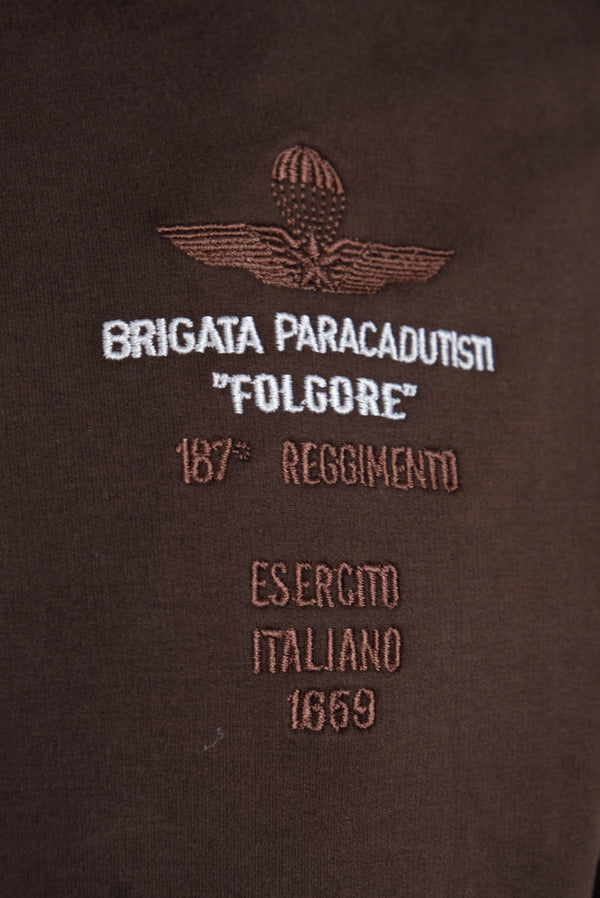 BRIGATA PARACADUTISTI
"FOLGORE"
187° REGGIMENTO
ESERCITO
ITALIANO
1659